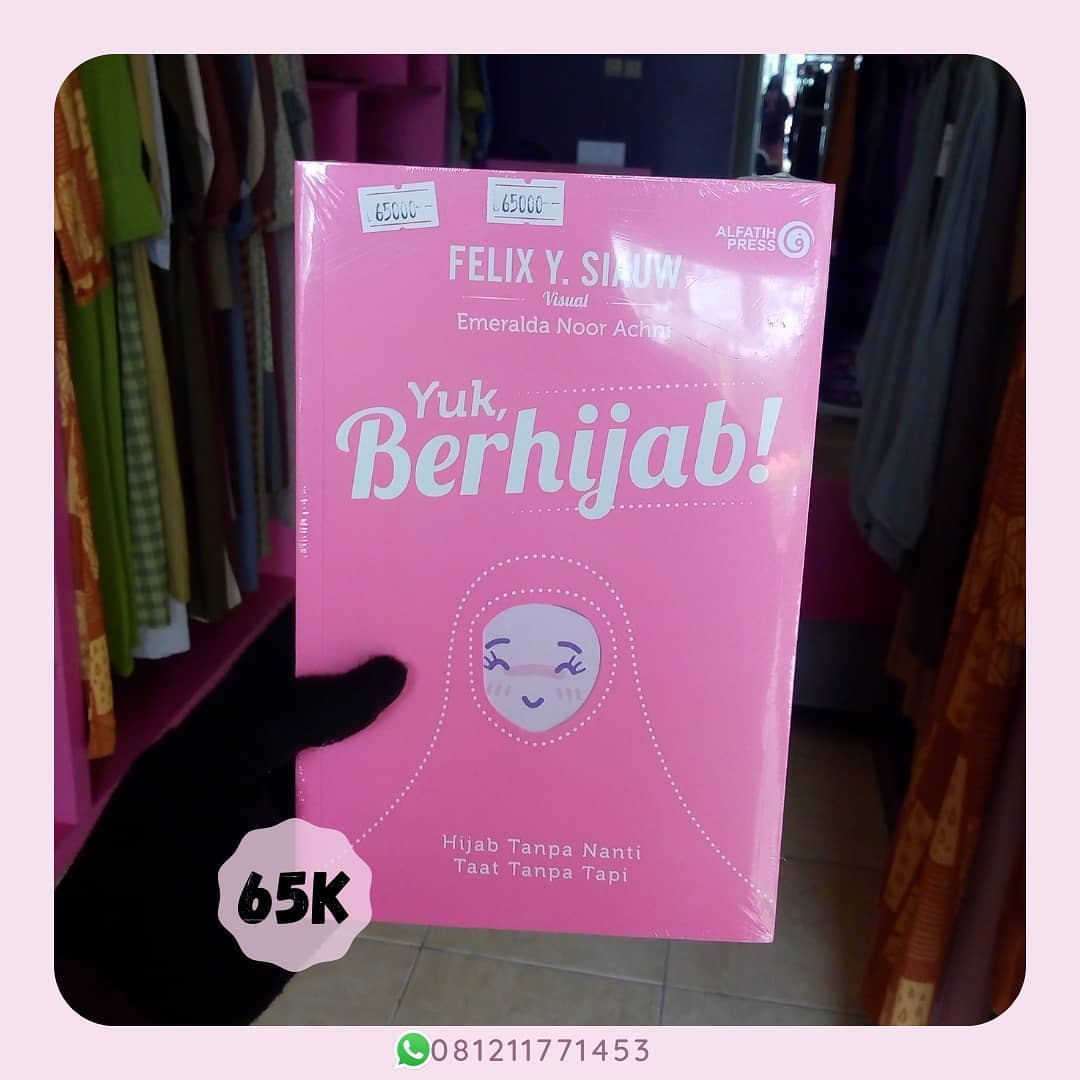 65000
65000
ALFATIH
PRESS
FELIX Y. SIAUW
Visual
Emeralda Noor Achni
Yuk,
Berhijab!
Hijab Tanpa Nanti
Taat Tanpa Tapi
65K
081211771453